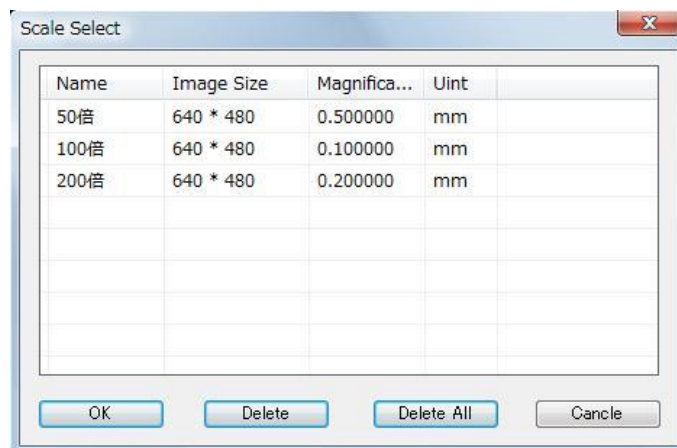 Scale Select
Name Image Size Magnifica... Uint
50倍 640 * 480 0.500000 mm
100倍 640 * 480 0.100000 mm
200倍 640 * 480 0.200000 mm
OK Delete Delete All Cancle